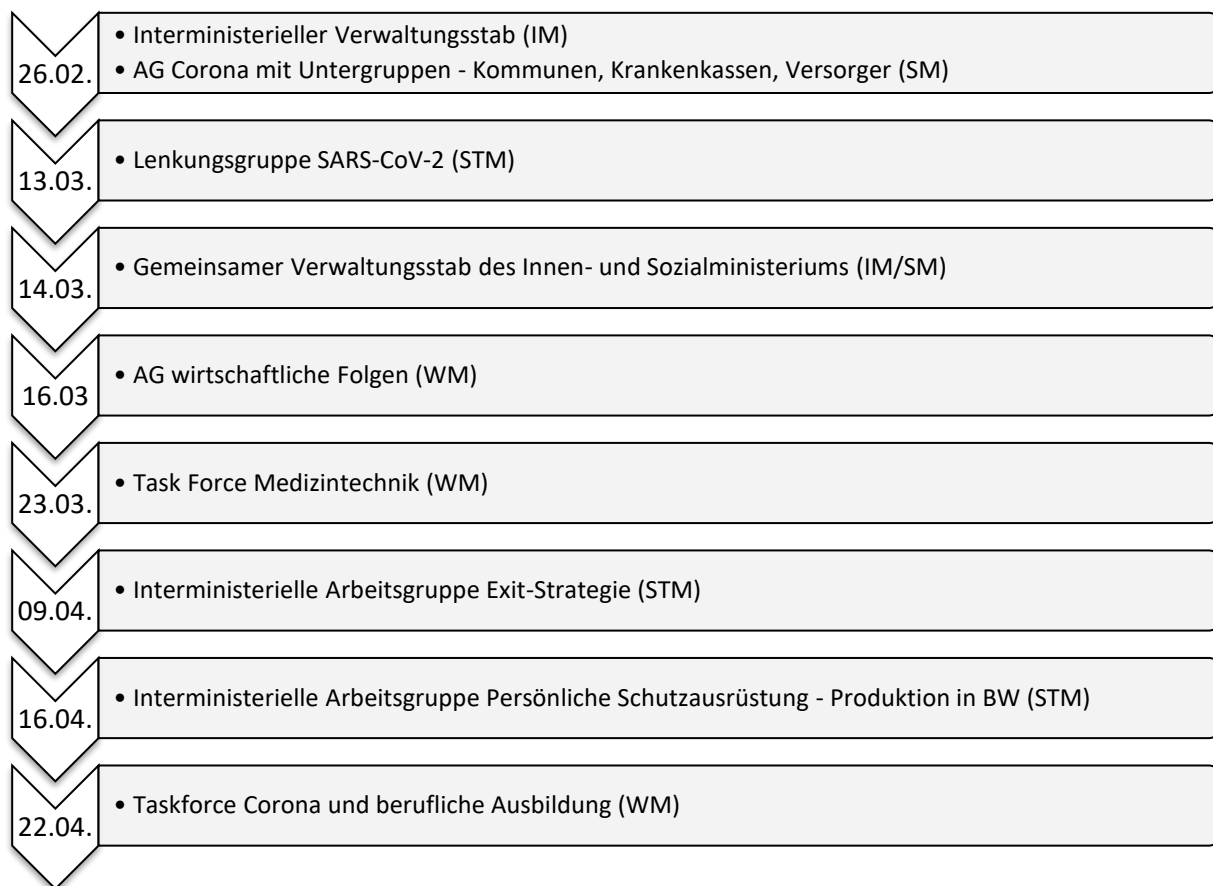 26.02.
• Interministerieller Verwaltungsstab (IM)
• AG Corona mit Untergruppen - Kommunen, Krankenkassen, Versorger (SM)
13.03.
• Lenkungsgruppe SARS-CoV-2 (STM)
14.03.
• Gemeinsamer Verwaltungsstab des Innen- und Sozialministeriums (IM/SM)
16.03
• AG wirtschaftliche Folgen (WM)
23.03.
• Task Force Medizintechnik (WM)
09.04.
• Interministerielle Arbeitsgruppe Exit-Strategie (STM)
16.04.
• Interministerielle Arbeitsgruppe Persönliche Schutzausrüstung - Produktion in BW (STM)
22.04.
• Taskforce Corona und berufliche Ausbildung (WM)